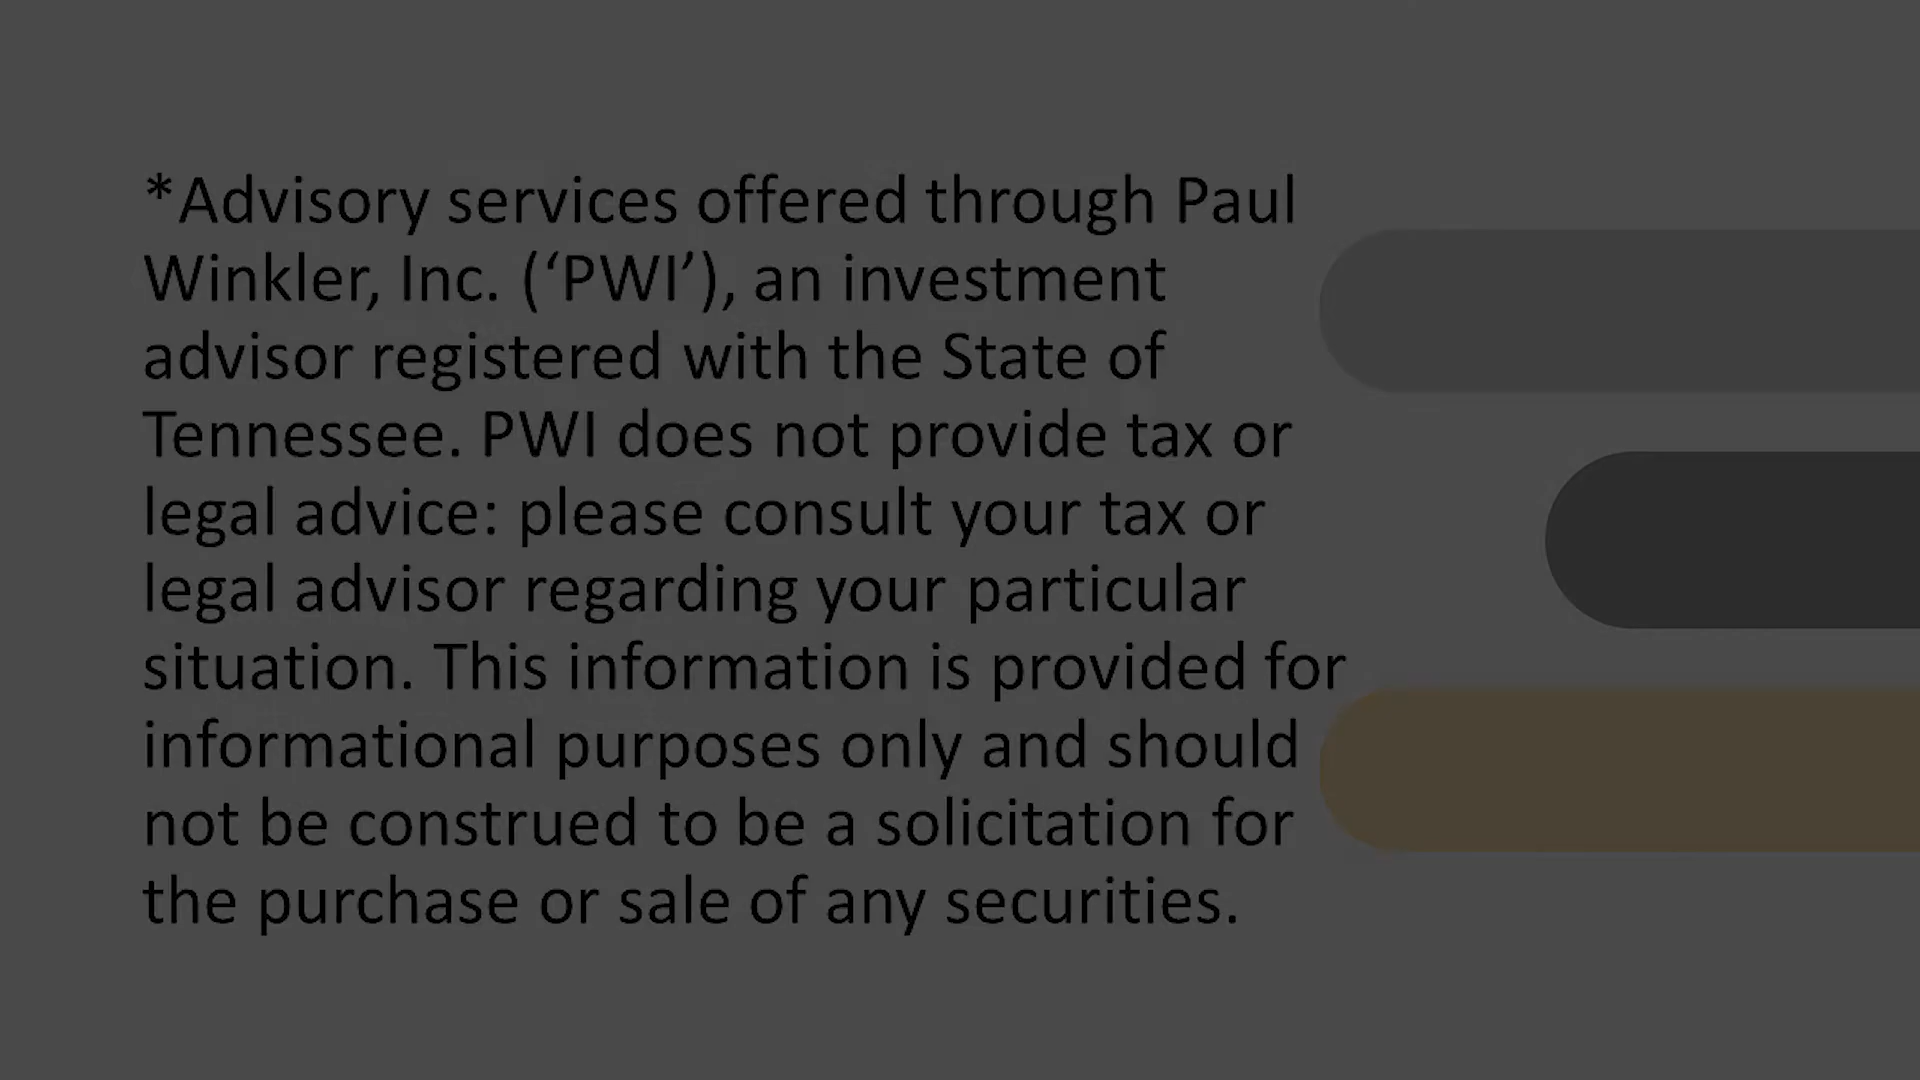 *Advisory services offered through Paul
Winkler, Inc. (‘PWI’), an investment
advisor registered with the State of
Tennessee. PWI does not provide tax or
legal advice: please consult your tax or
legal advisor regarding your particular
situation. This information is provided for
informational purposes only and should
not be construed to be a solicitation for
the purchase or sale of any securities.